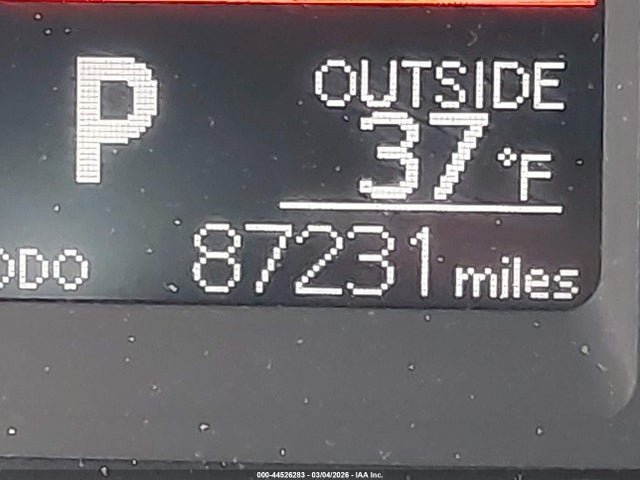 P
OUTSIDE
37 °F
ODO 87231 miles
000-44526283 - 03/04/2026 - IAA Inc.